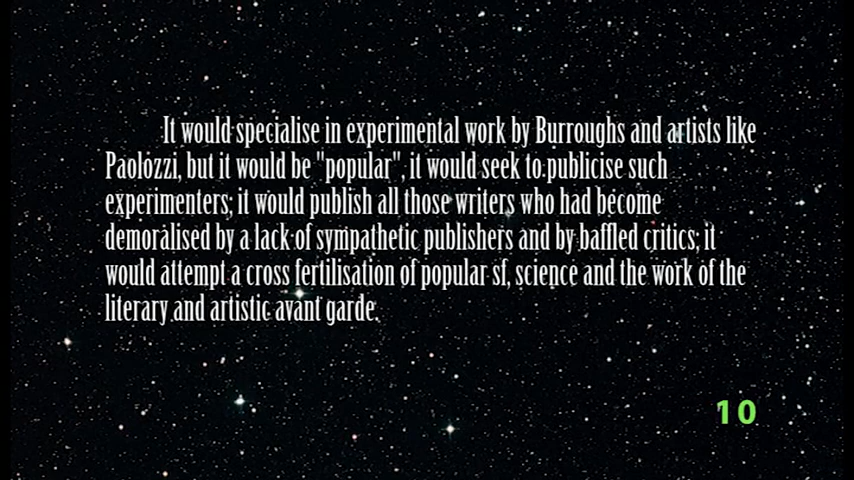 It would specialise in experimental work by Burroughs and artists like
Paolozzi, but it would be "popular", it would seek to publicise such
experimenters; it would publish all those writers who had become
demoralised by a lack of sympathetic publishers and by baffled critics; it
would attempt a cross fertilisation of popular sf, science and the work of the
literary and artistic avant garde.
10